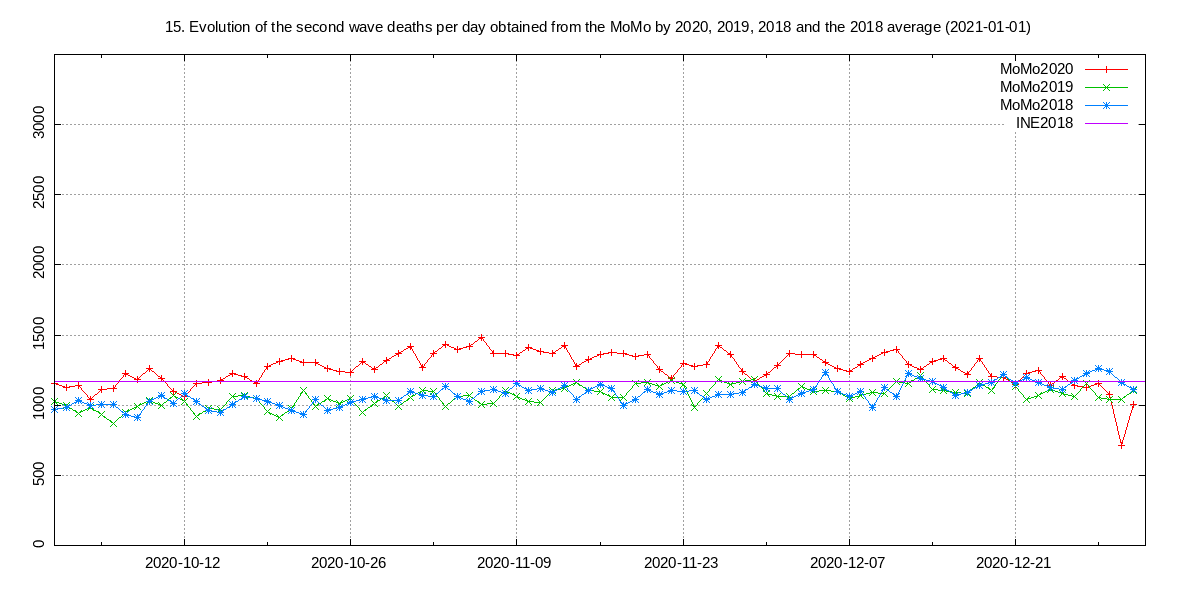 15. Evolution of the second wave deaths per day obtained from the MoMo by 2020, 2019, 2018 and the 2018 average (2021-01-01)
MoMo2020
MoMo2019
MoMo2018
INE2018
3000
2500
2000
1500
1000
500
0
2020-10-12 2020-10-26 2020-11-09 2020-11-23 2020-12-07 2020-12-21